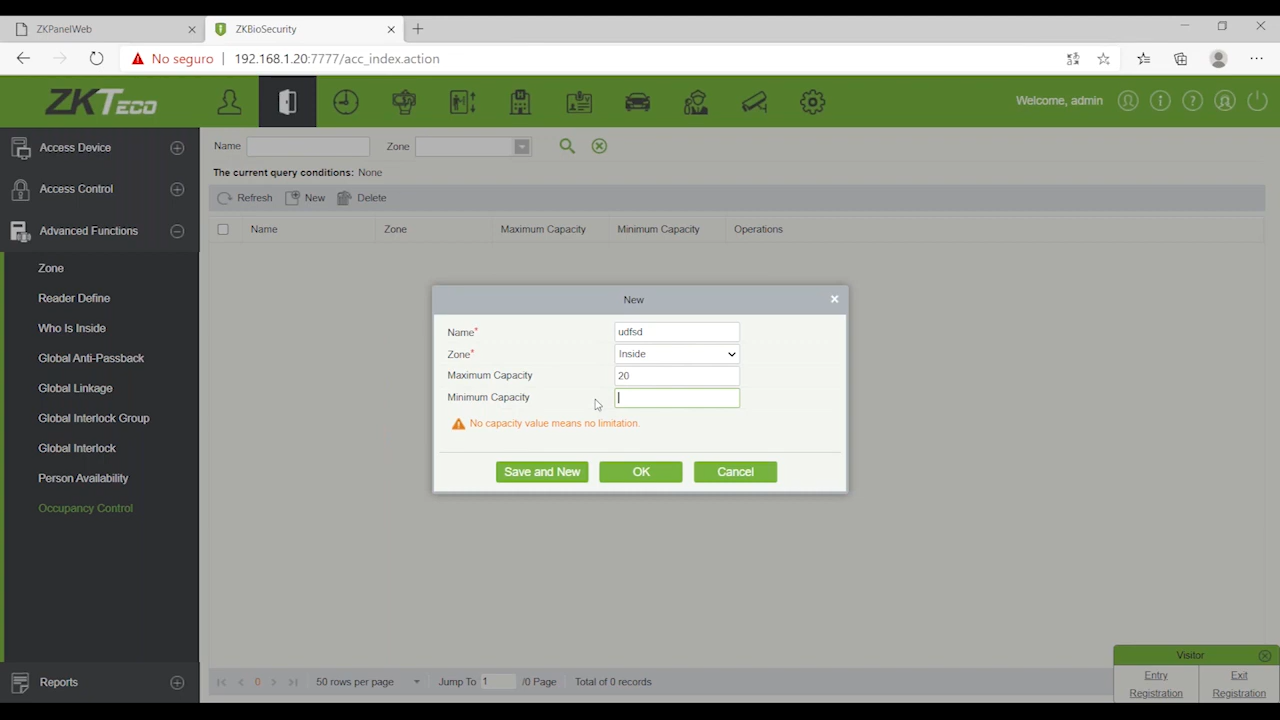 ZKPanelWeb
ZKBioSecurity
No seguro
192.168.1.20:7777/acc_index.action
ZKTeco
Welcome, admin
Access Device
Access Control
Advanced Functions
Zone
Reader Define
Who Is Inside
Global Anti-Passback
Global Linkage
Global Interlock Group
Global Interlock
Person Availability
Occupancy Control
Reports
Name
Zone
The current query conditions: None
Refresh
New
Delete
Name
Zone
Maximum Capacity
Minimum Capacity
Operations
New
Name*
udfsd
Zone*
Inside
Maximum Capacity
20
Minimum Capacity
No capacity value means no limitation.
Save and New
OK
Cancel
0
50 rows per page
Jump To
1
/0 Page
Total of 0 records
Visitor
Entry
Registration
Exit
Registration